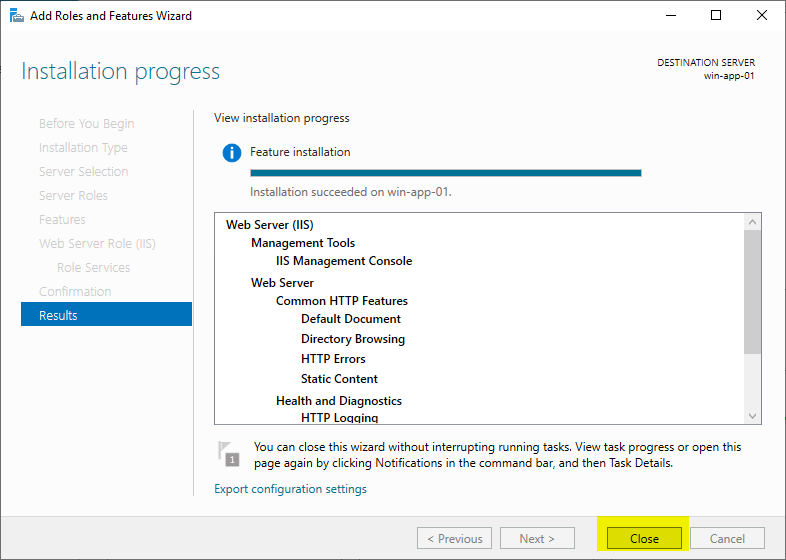 Add Roles and Features Wizard
Installation progress
DESTINATION SERVER
win-app-01
Before You Begin
Installation Type
Server Selection
Server Roles
Features
Web Server Role (IIS)
Role Services
Confirmation
Results
View installation progress
Feature installation
Installation succeeded on win-app-01.
Web Server (IIS)
Management Tools
IIS Management Console
Web Server
Common HTTP Features
Default Document
Directory Browsing
HTTP Errors
Static Content
Health and Diagnostics
HTTP Logging
1
You can close this wizard without interrupting running tasks. View task progress or open this
page again by clicking Notifications in the command bar, and then Task Details.
Export configuration settings
< Previous
Next >
Close
Cancel